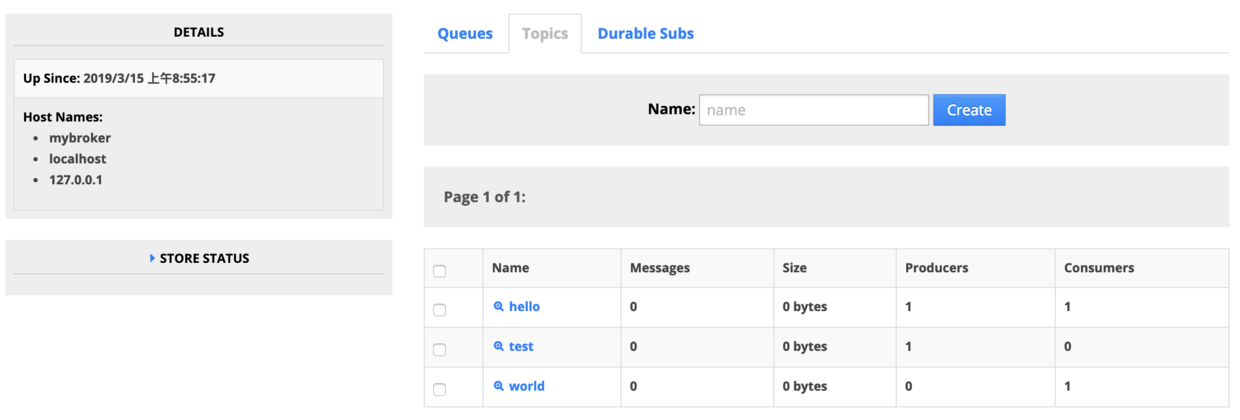 DETAILS
Up Since: 2019/3/15 上午8:55:17
Host Names:
mybroker
localhost
127.0.0.1
STORE STATUS
Queues Topics Durable Subs
Name: name Create
Page 1 of 1:
Name Messages Size Producers Consumers
hello 0 0 bytes 1 1
test 0 0 bytes 1 0
world 0 0 bytes 0 1